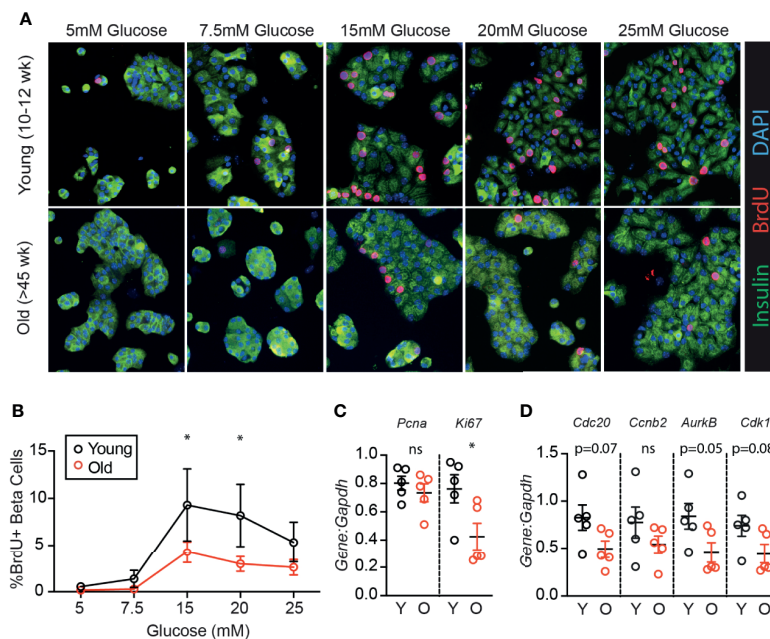 A
5mM Glucose 7.5mM Glucose 15mM Glucose 20mM Glucose 25mM Glucose
Young (10-12 wk)
Old (>45 wk)
Insulin BrdU DAPI
B
Young
Old
* *
%BrdU+ Beta Cells
15
10
5
0
5 7.5 15 20 25
Glucose (mM)
C
Pcna Ki67
ns *
Gene:Gapdh
1.0
0.8
0.6
0.4
0.2
0.0
Y O Y O
D
Cdc20 Ccnb2 AurkB Cdk1
p=0.07 ns p=0.05 p=0.08
Gene:Gapdh
1.5
1.0
0.5
0.0
Y O Y O Y O Y O